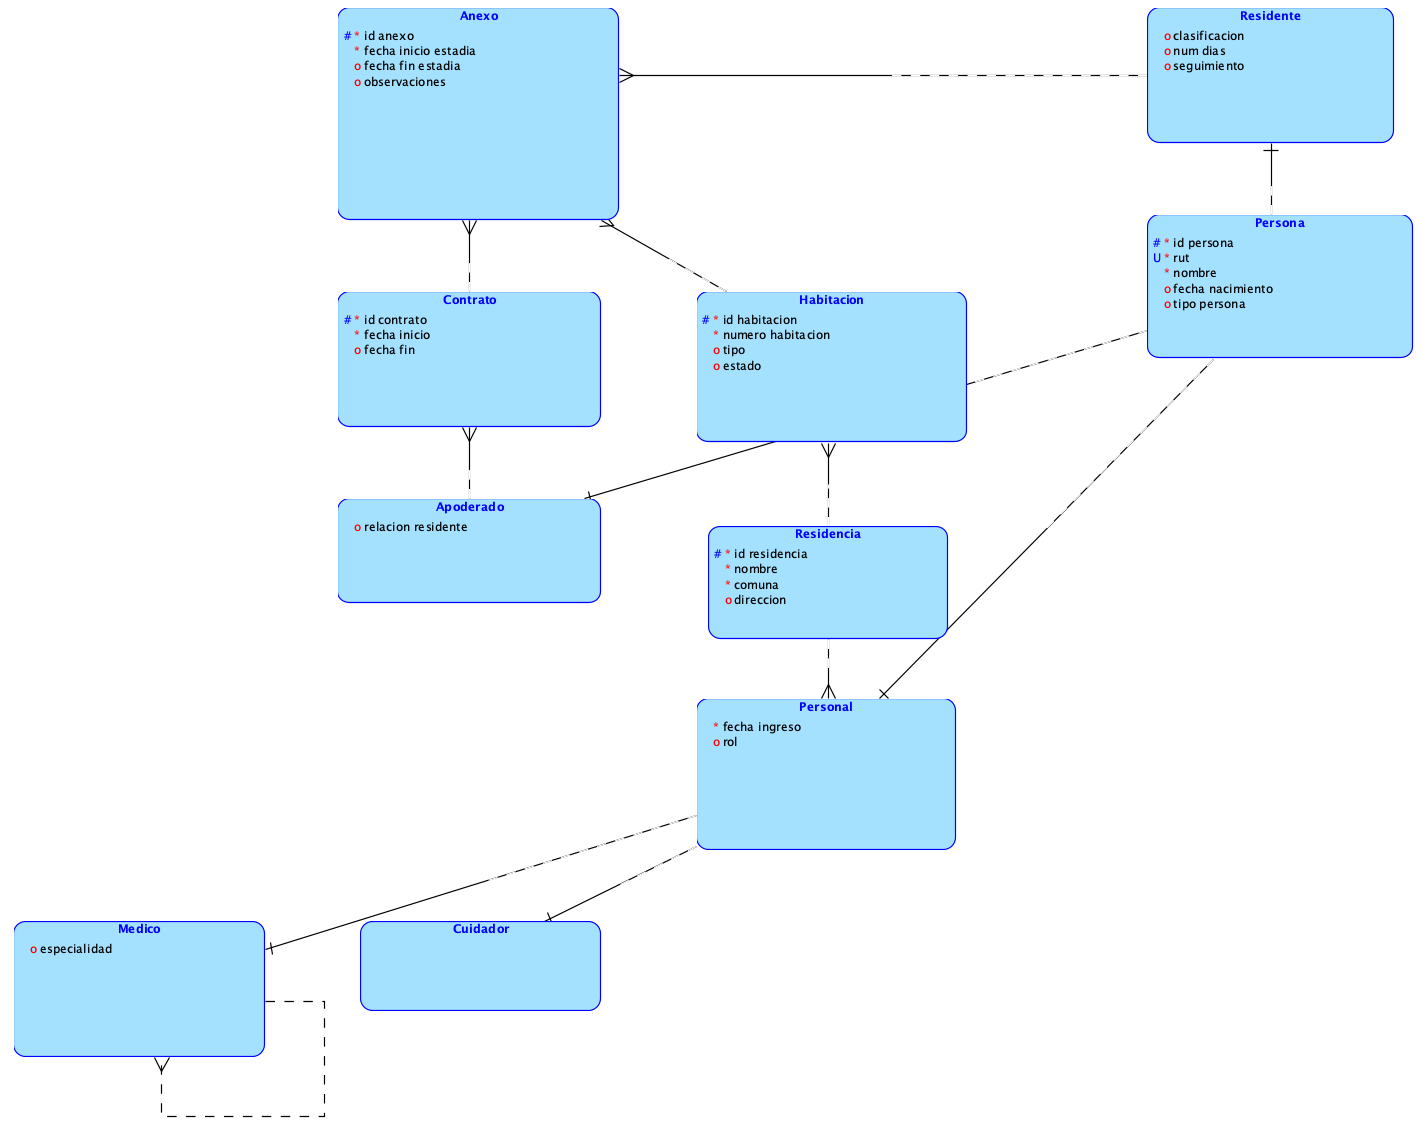 Anexo
# * id anexo
* fecha inicio estadia
o fecha fin estadia
o observaciones
Residente
o clasificacion
o num dias
o seguimiento
Persona
# * id persona
U * rut
* nombre
o fecha nacimiento
o tipo persona
Contrato
# * id contrato
* fecha inicio
o fecha fin
Habitacion
# * id habitacion
* numero habitacion
o tipo
o estado
Apoderado
o relacion residente
Residencia
# * id residencia
* nombre
* comuna
o direccion
Personal
* fecha ingreso
o rol
Medico
o especialidad
Cuidador